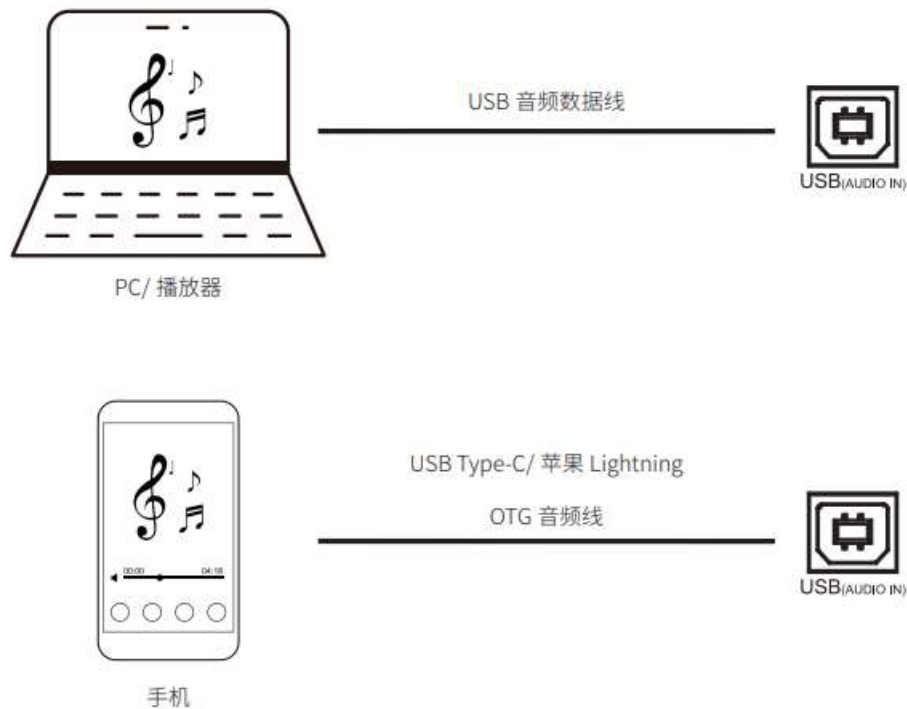 USB 音频数据线
USB(AUDIO IN)
PC/ 播放器
USB Type-C/ 苹果 Lightning
OTG 音频线
00:00 04:18
USB(AUDIO IN)
手机